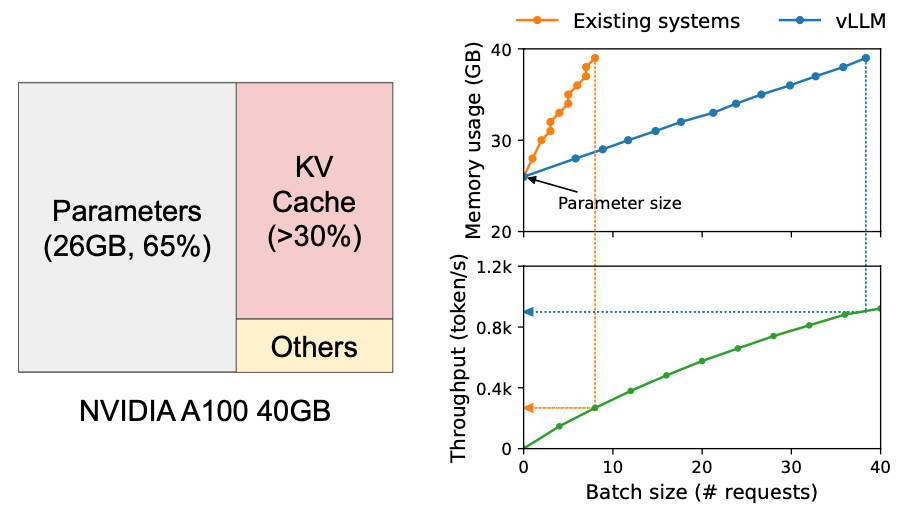 Parameters
(26GB, 65%)
KV
Cache
(>30%)
Others
NVIDIA A100 40GB
Existing systems
vLLM
Memory usage (GB)
40
30
20
Parameter size
Throughput (token/s)
1.2k
0.8k
0.4k
0
0
10
20
30
40
Batch size (# requests)